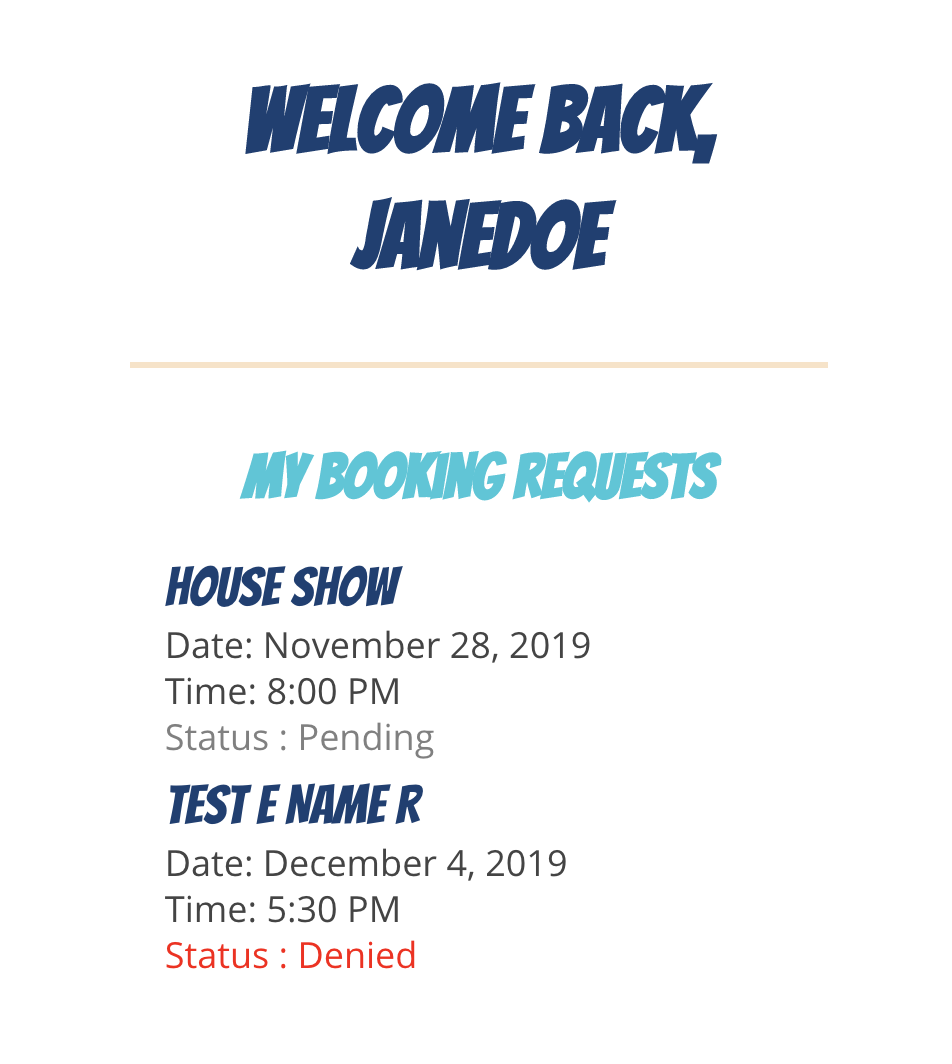 WELCOME BACK,
JANEDOE
MY BOOKING REQUESTS
HOUSE SHOW
Date: November 28, 2019
Time: 8:00 PM
Status : Pending
TEST E NAME R
Date: December 4, 2019
Time: 5:30 PM
Status : Denied